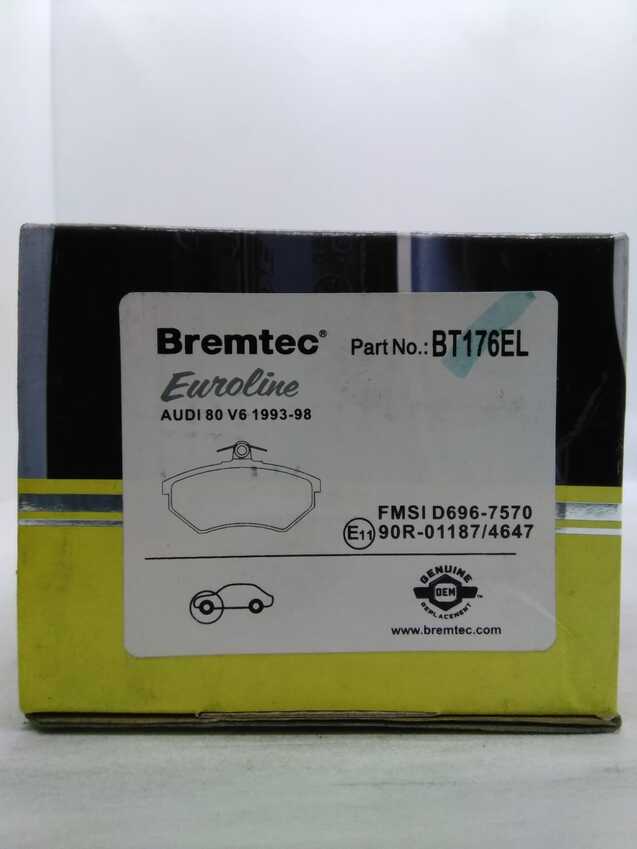 Bremtec®
Part No.: BT176EL
Euroline
AUDI 80 V6 1993-98
FMSI D696-7570
E11 90R-01187/4647
GENUINE
OEM
REPLACEMENT™
www.bremtec.com